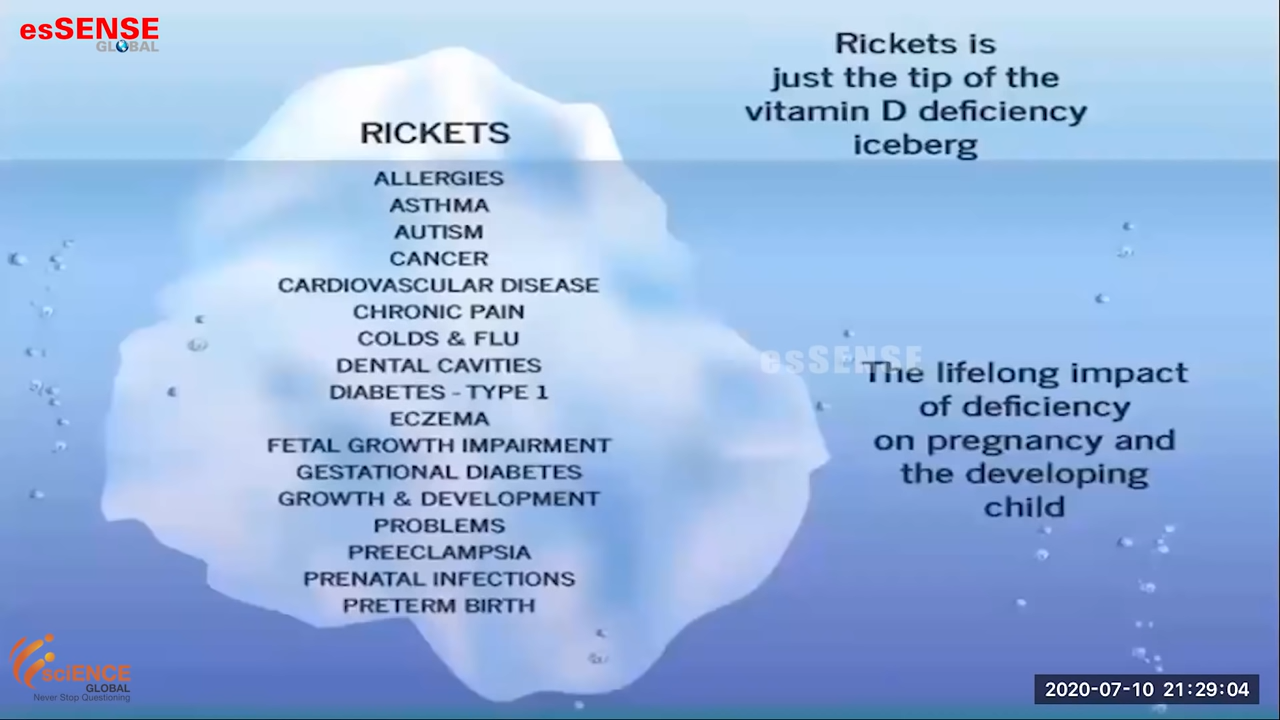 esSENSE
GLOBAL
Rickets is
just the tip of the
vitamin D deficiency
iceberg
RICKETS
ALLERGIES
ASTHMA
AUTISM
CANCER
CARDIOVASCULAR DISEASE
CHRONIC PAIN
COLDS & FLU
DENTAL CAVITIES
DIABETES - TYPE 1
ECZEMA
FETAL GROWTH IMPAIRMENT
GESTATIONAL DIABETES
GROWTH & DEVELOPMENT
PROBLEMS
PREECLAMPSIA
PRENATAL INFECTIONS
PRETERM BIRTH
esSENSE
The lifelong impact
of deficiency
on pregnancy and
the developing
child
sciENCE
GLOBAL
Never Stop Questioning
2020-07-10 21:29:04